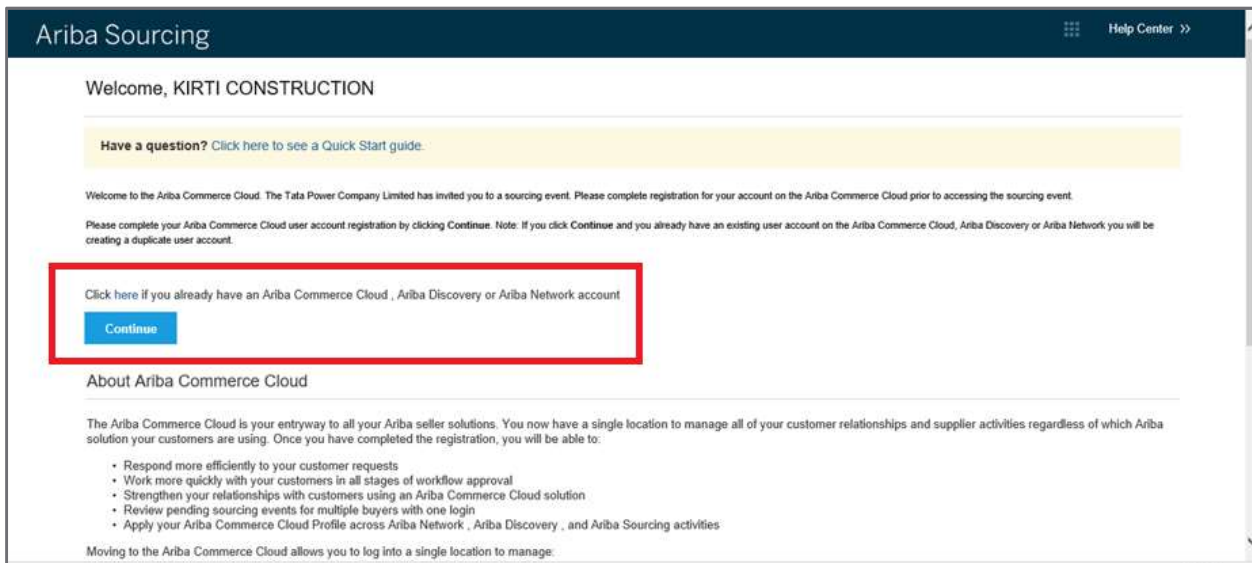 Ariba Sourcing
Help Center >>
Welcome, KIRTI CONSTRUCTION
Have a question? Click here to see a Quick Start guide.
Welcome to the Ariba Commerce Cloud. The Tata Power Company Limited has invited you to a sourcing event. Please complete registration for your account on the Ariba Commerce Cloud prior to accessing the sourcing event.
Please complete your Ariba Commerce Cloud user account registration by clicking Continue. Note: If you click Continue and you already have an existing user account on the Ariba Commerce Cloud, Ariba Discovery or Ariba Network you will be
creating a duplicate user account.
Click here if you already have an Ariba Commerce Cloud , Ariba Discovery or Ariba Network account
Continue
About Ariba Commerce Cloud
The Ariba Commerce Cloud is your entryway to all your Ariba seller solutions. You now have a single location to manage all of your customer relationships and supplier activities regardless of which Ariba
solution your customers are using. Once you have completed the registration, you will be able to:
• Respond more efficiently to your customer requests
• Work more quickly with your customers in all stages of workflow approval
• Strengthen your relationships with customers using an Ariba Commerce Cloud solution
• Review pending sourcing events for multiple buyers with one login
• Apply your Ariba Commerce Cloud Profile across Ariba Network , Ariba Discovery , and Ariba Sourcing activities
Moving to the Ariba Commerce Cloud allows you to log into a single location to manage: